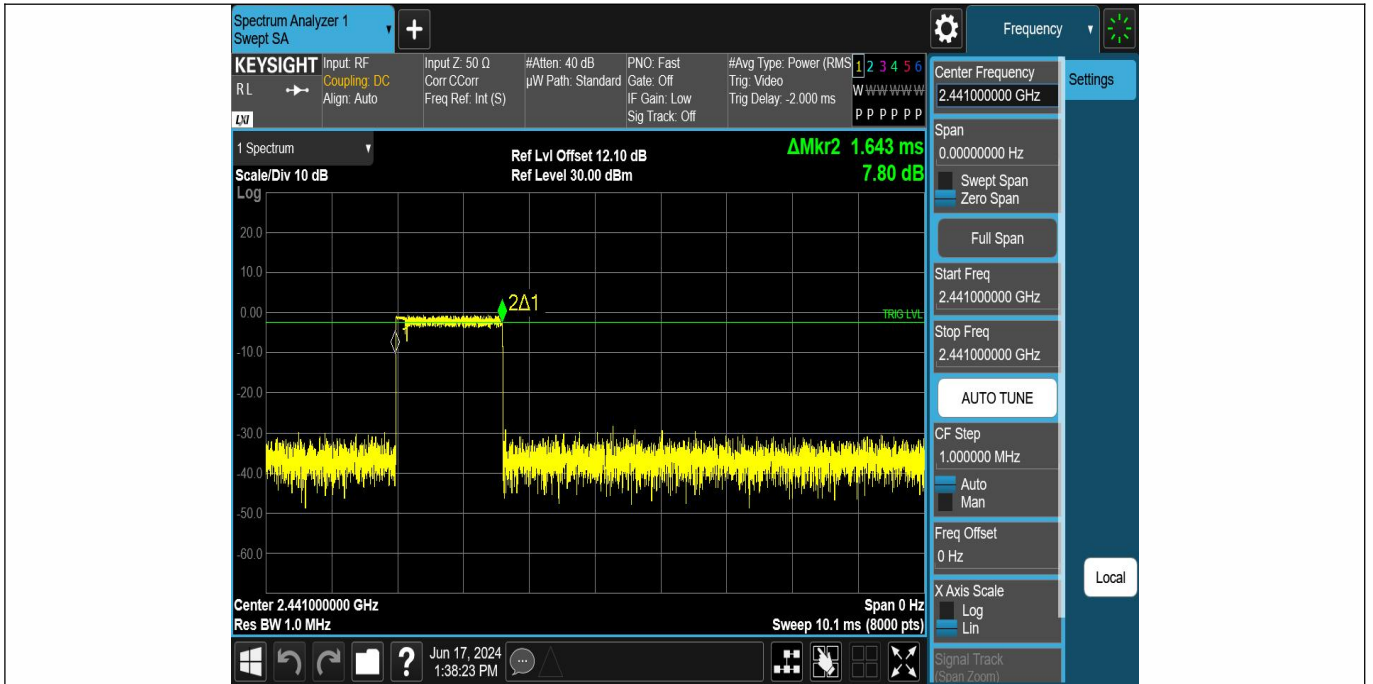 Spectrum Analyzer 1
Swept SA
+
Frequency
KEYSIGHT
R L
LXI
Input: RF
Coupling: DC
Align: Auto
Input Z: 50 Ω
Corr CCorr
Freq Ref: Int (S)
#Atten: 40 dB
µW Path: Standard
PNO: Fast
Gate: Off
IF Gain: Low
Sig Track: Off
#Avg Type: Power (RMS
Trig: Video
Trig Delay: -2.000 ms
1 2 3 4 5 6
W W W W W W
P P P P P P
1 Spectrum
Scale/Div 10 dB
Log
Ref Lvl Offset 12.10 dB
Ref Level 30.00 dBm
ΔMkr2 1.643 ms
7.80 dB
20.0
10.0
0.00
-10.0
-20.0
-30.0
-40.0
-50.0
-60.0
2Δ1
TRIG LVL
Center 2.441000000 GHz
Res BW 1.0 MHz
Span 0 Hz
Sweep 10.1 ms (8000 pts)
Center Frequency
2.441000000 GHz
Settings
Span
0.00000000 Hz
Swept Span
Zero Span
Full Span
Start Freq
2.441000000 GHz
Stop Freq
2.441000000 GHz
AUTO TUNE
CF Step
1.000000 MHz
Auto
Man
Freq Offset
0 Hz
X Axis Scale
Log
Lin
Local
Signal Track
(Span Zoom)
?
Jun 17, 2024
1:38:23 PM